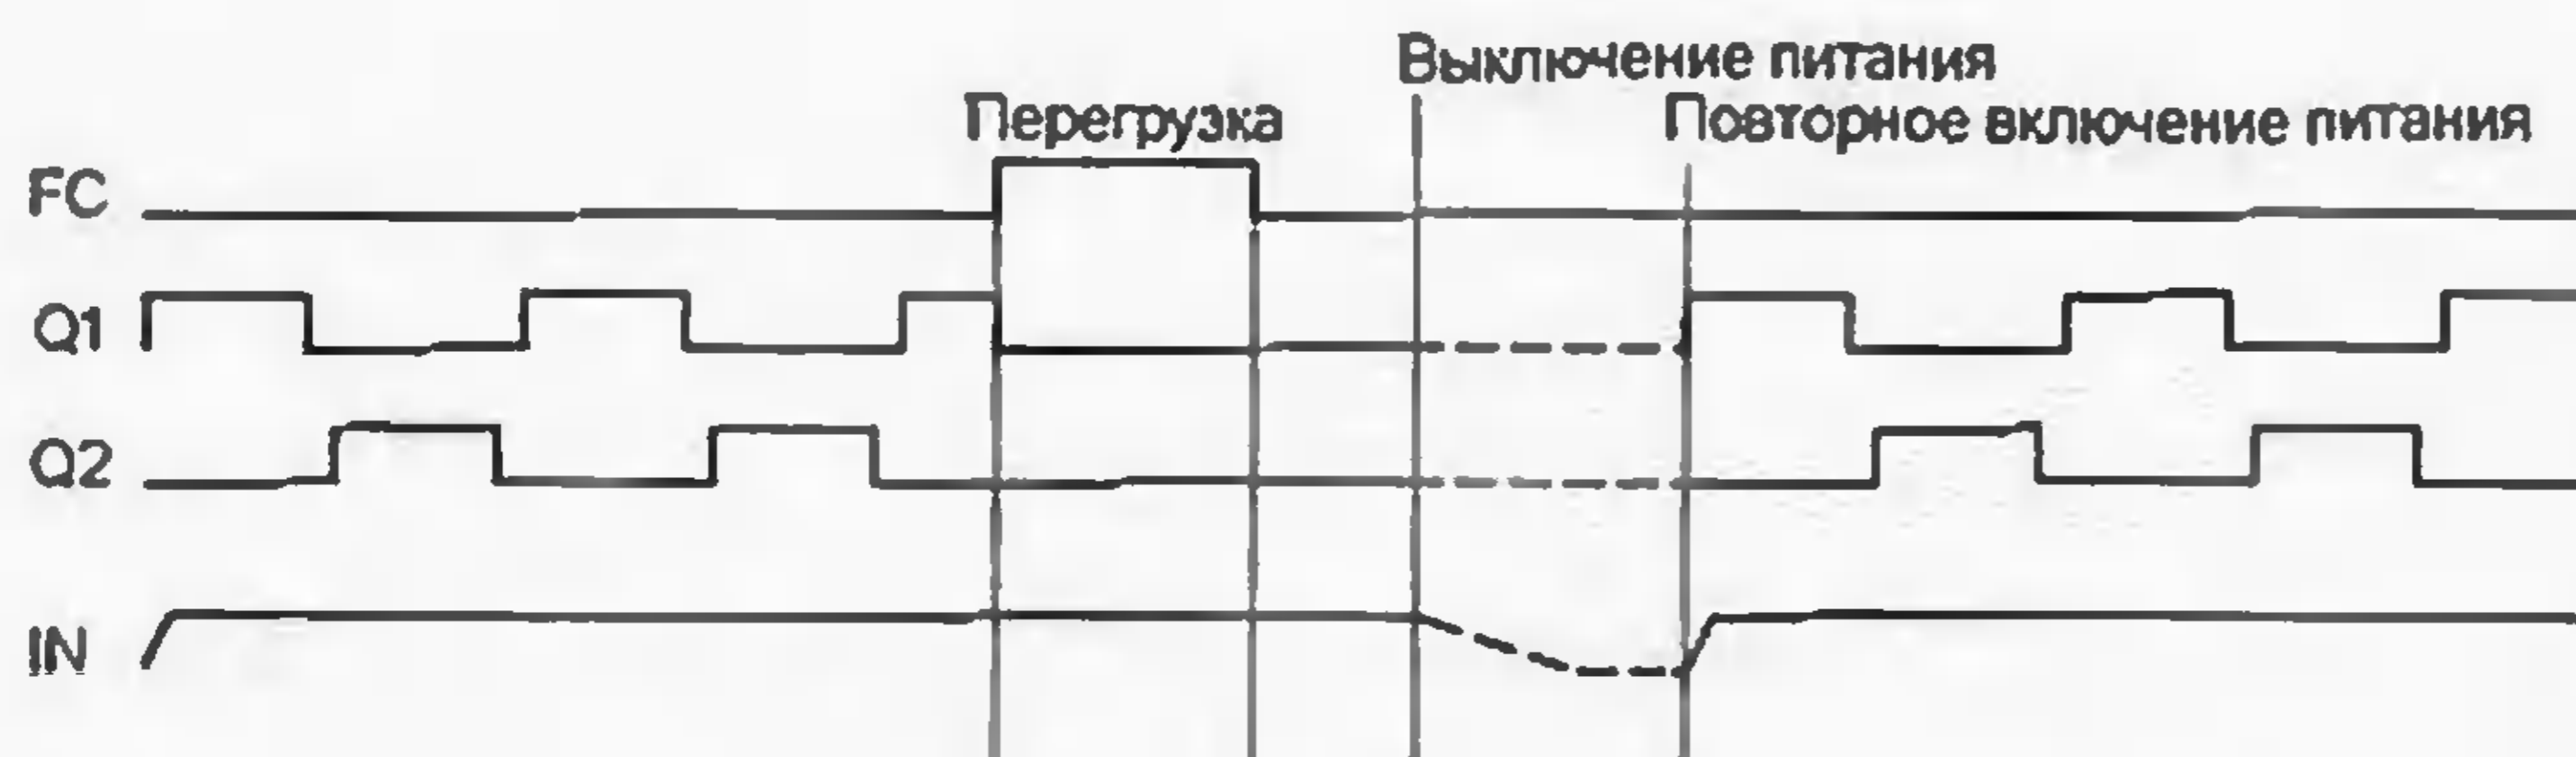 Выключение питания
Перегрузка
Повторное включение питания
FC
Q1
Q2
IN